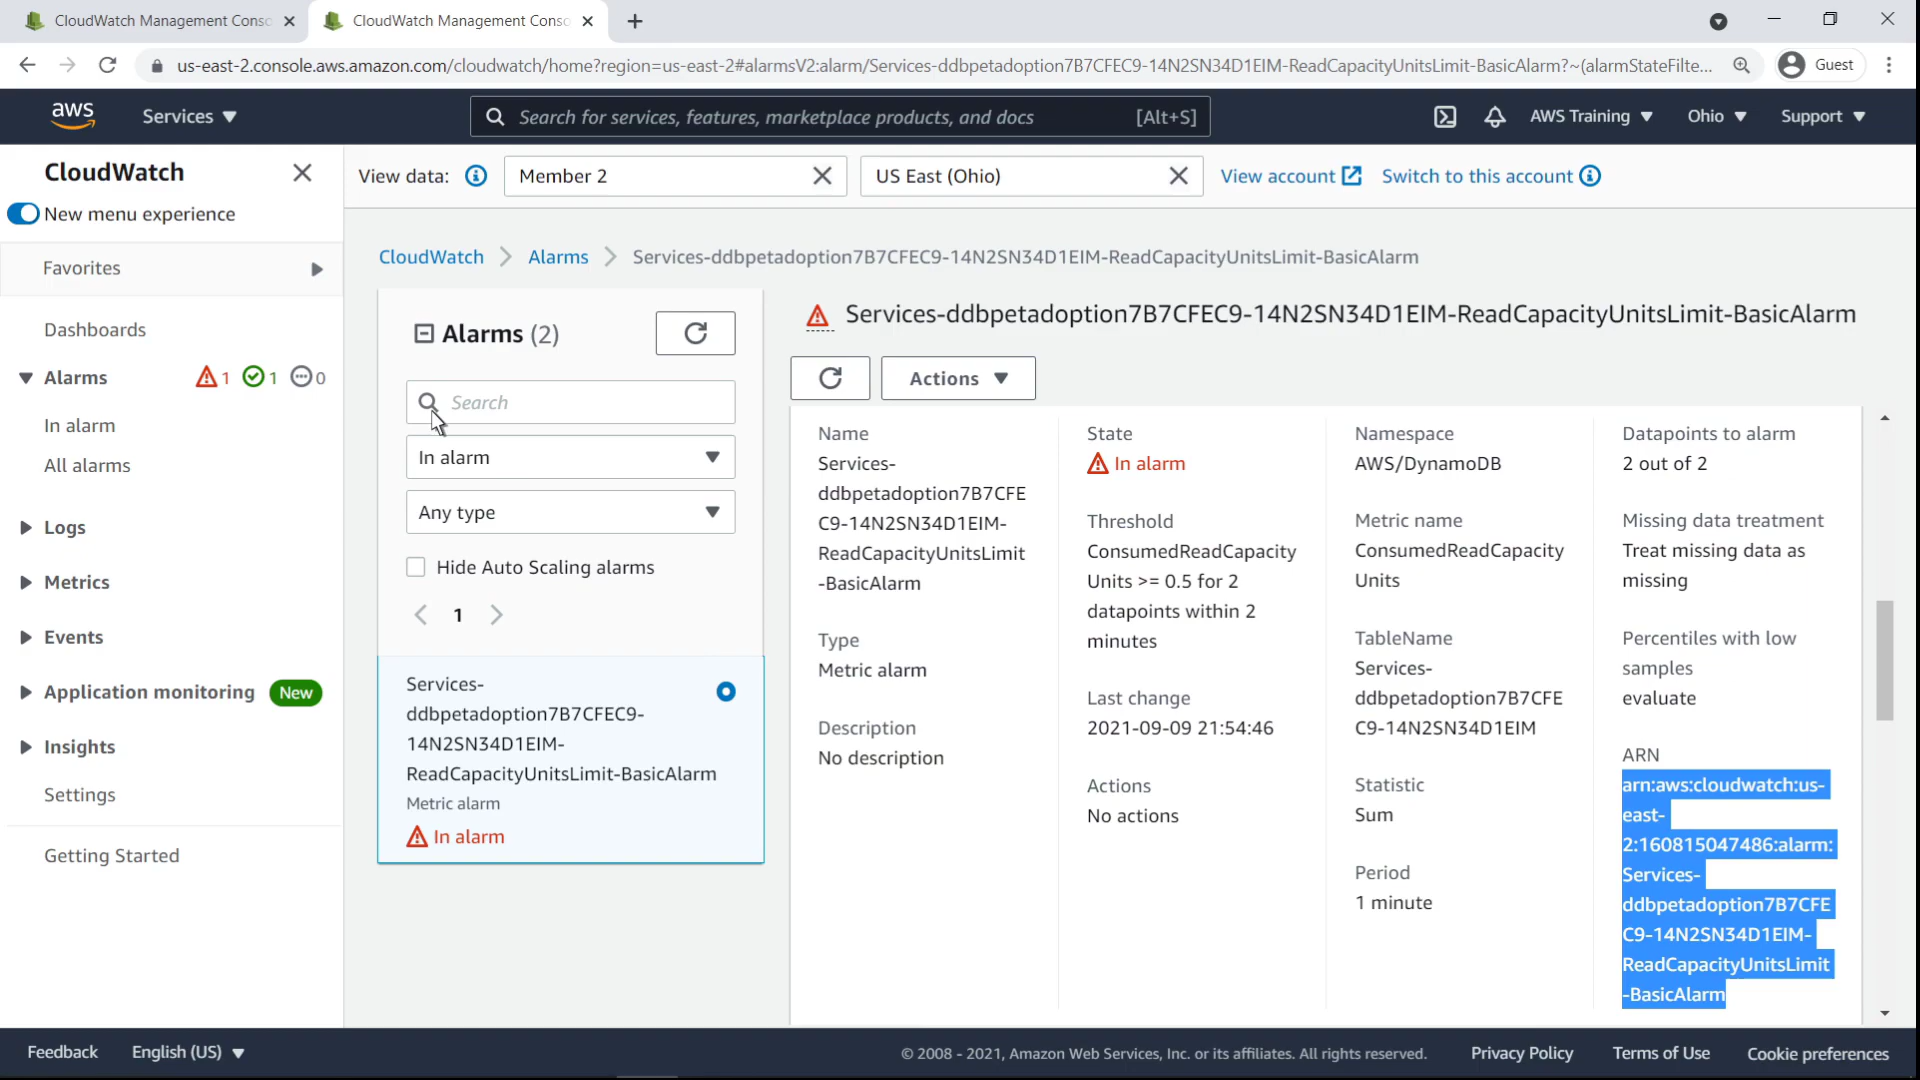 CloudWatch Management Conso
CloudWatch Management Conso
us-east-2.console.aws.amazon.com/cloudwatch/home?region=us-east-2#alarmsV2:alarm/Services-ddbpetadoption7B7CFEC9-14N2SN34D1EIM-ReadCapacityUnitsLimit-BasicAlarm?~(alarmStateFilte...
Guest
aws
Services
Search for services, features, marketplace products, and docs
[Alt+S]
AWS Training
Ohio
Support
CloudWatch
New menu experience
Favorites
Dashboards
Alarms
1
1
0
In alarm
All alarms
Logs
Metrics
Events
Application monitoring
New
Insights
Settings
Getting Started
View data:
Member 2
US East (Ohio)
View account
Switch to this account
CloudWatch
Alarms
Services-ddbpetadoption7B7CFEC9-14N2SN34D1EIM-ReadCapacityUnitsLimit-BasicAlarm
Alarms (2)
Search
In alarm
Any type
Hide Auto Scaling alarms
1
Services-
ddbpetadoption7B7CFEC9-
14N2SN34D1EIM-
ReadCapacityUnitsLimit-BasicAlarm
Metric alarm
In alarm
Services-ddbpetadoption7B7CFEC9-14N2SN34D1EIM-ReadCapacityUnitsLimit-BasicAlarm
Actions
Name
Services-
ddbpetadoption7B7CFE
C9-14N2SN34D1EIM-
ReadCapacityUnitsLimit
-BasicAlarm
Type
Metric alarm
Description
No description
State
In alarm
Threshold
ConsumedReadCapacity
Units >= 0.5 for 2
datapoints within 2
minutes
Last change
2021-09-09 21:54:46
Actions
No actions
Namespace
AWS/DynamoDB
Metric name
ConsumedReadCapacity
Units
TableName
Services-
ddbpetadoption7B7CFE
C9-14N2SN34D1EIM
Statistic
Sum
Period
1 minute
Datapoints to alarm
2 out of 2
Missing data treatment
Treat missing data as
missing
Percentiles with low
samples
evaluate
ARN
arn:aws:cloudwatch:us-
east-
2:160815047486:alarm:
Services-
ddbpetadoption7B7CFE
C9-14N2SN34D1EIM-
ReadCapacityUnitsLimit
-BasicAlarm
Feedback
English (US)
© 2008 - 2021, Amazon Web Services, Inc. or its affiliates. All rights reserved.
Privacy Policy
Terms of Use
Cookie preferences